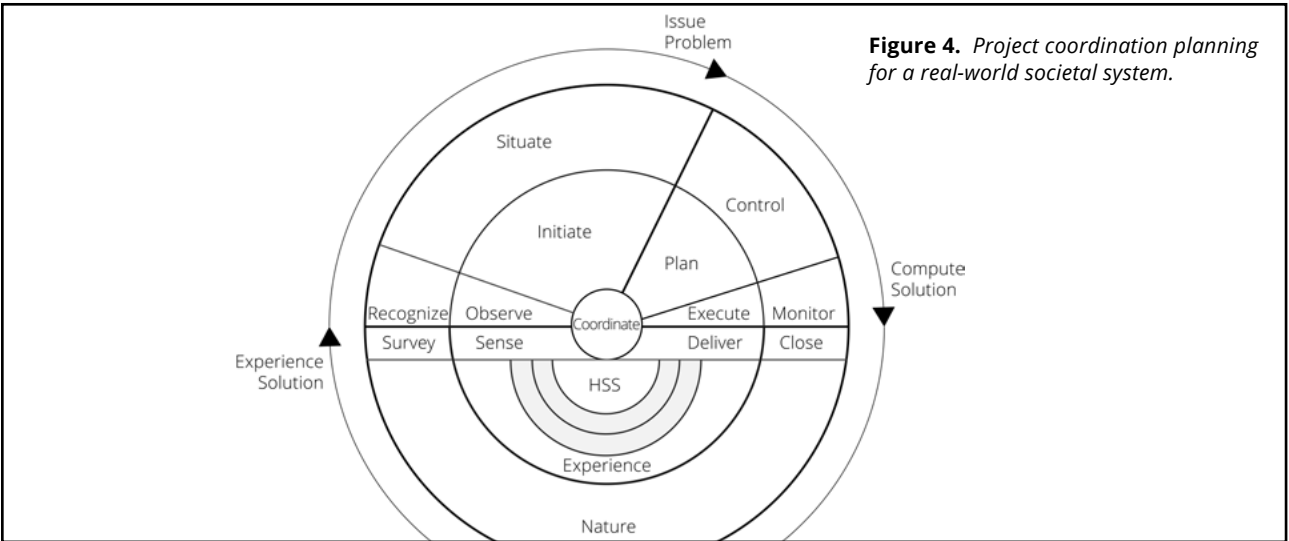 Issue
Problem
Figure 4. Project coordination planning
for a real-world societal system.
Situate
Control
Initiate
Plan
Compute
Solution
Recognize
Observe
Coordinate
Execute
Monitor
Survey
Sense
Deliver
Close
Experience
Solution
HSS
Experience
Nature